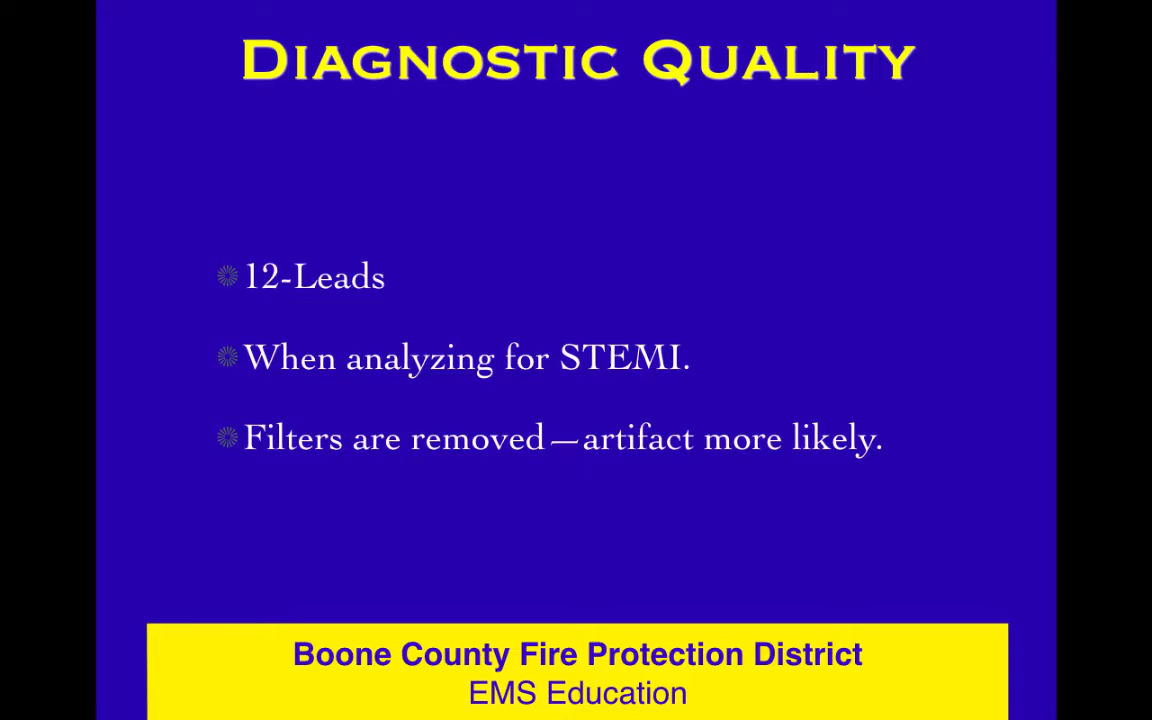 Diagnostic Quality
12-Leads
When analyzing for STEMI.
Filters are removed—artifact more likely.
Boone County Fire Protection District
EMS Education